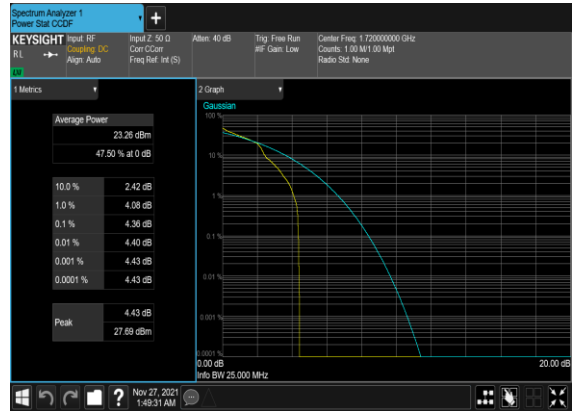 Spectrum Analyzer 1
Power Stat CCDF
KEYSIGHT
RL
Input: RF
Coupling: DC
Align: Auto
Input Z: 50 Ω
Corr CCorr
Freq Ref: Int (S)
Atten: 40 dB
Trig: Free Run
#IF Gain: Low
Center Freq: 1.720000000 GHz
Counts: 1.00 M/1.00 Mpt
Radio Std: None
1 Metrics
Average Power
23.26 dBm
47.50 % at 0 dB
10.0 % 2.42 dB
1.0 % 4.08 dB
0.1 % 4.36 dB
0.01 % 4.40 dB
0.001 % 4.43 dB
0.0001 % 4.43 dB
Peak
4.43 dB
27.69 dBm
2 Graph
Gaussian
100 %
10 %
1 %
0.1 %
0.01 %
0.001 %
0.0001 %
0.00 dB 20.00 dB
Info BW 25.000 MHz
?
Nov 27, 2021
1:49:31 AM